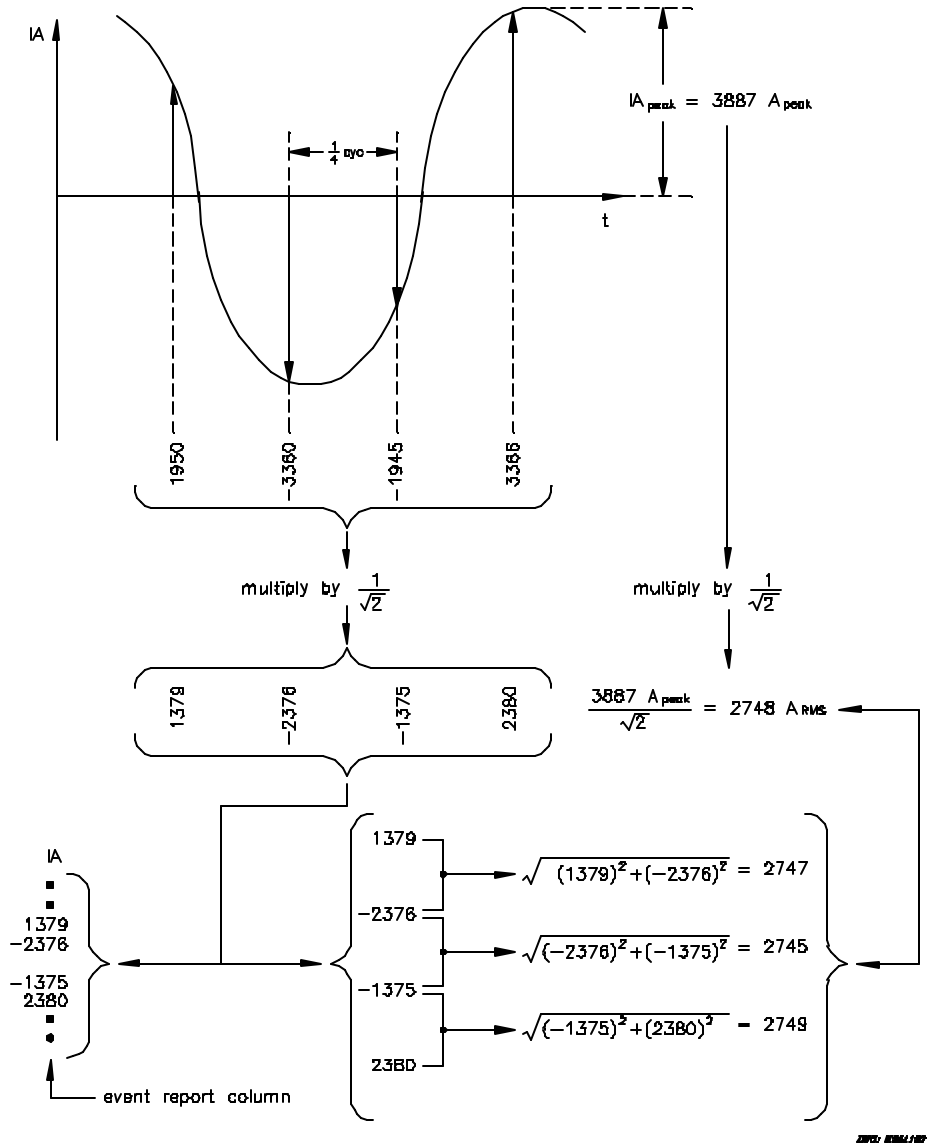 IA
IA peak = 3887 A peak
1/4 cyc
t
1950
-3360
-1945
3366
multiply by 1/√2
multiply by 1/√2
1379
-2376
-1375
2380
3887 A peak / √2 = 2748 A RMS
IA
1379
-2376
-1375
2380
1379
-2376
-1375
2380
√(1379)²+(-2376)² = 2747
√(-2376)²+(-1375)² = 2745
√(-1375)²+(2380)² = 2749
event report column